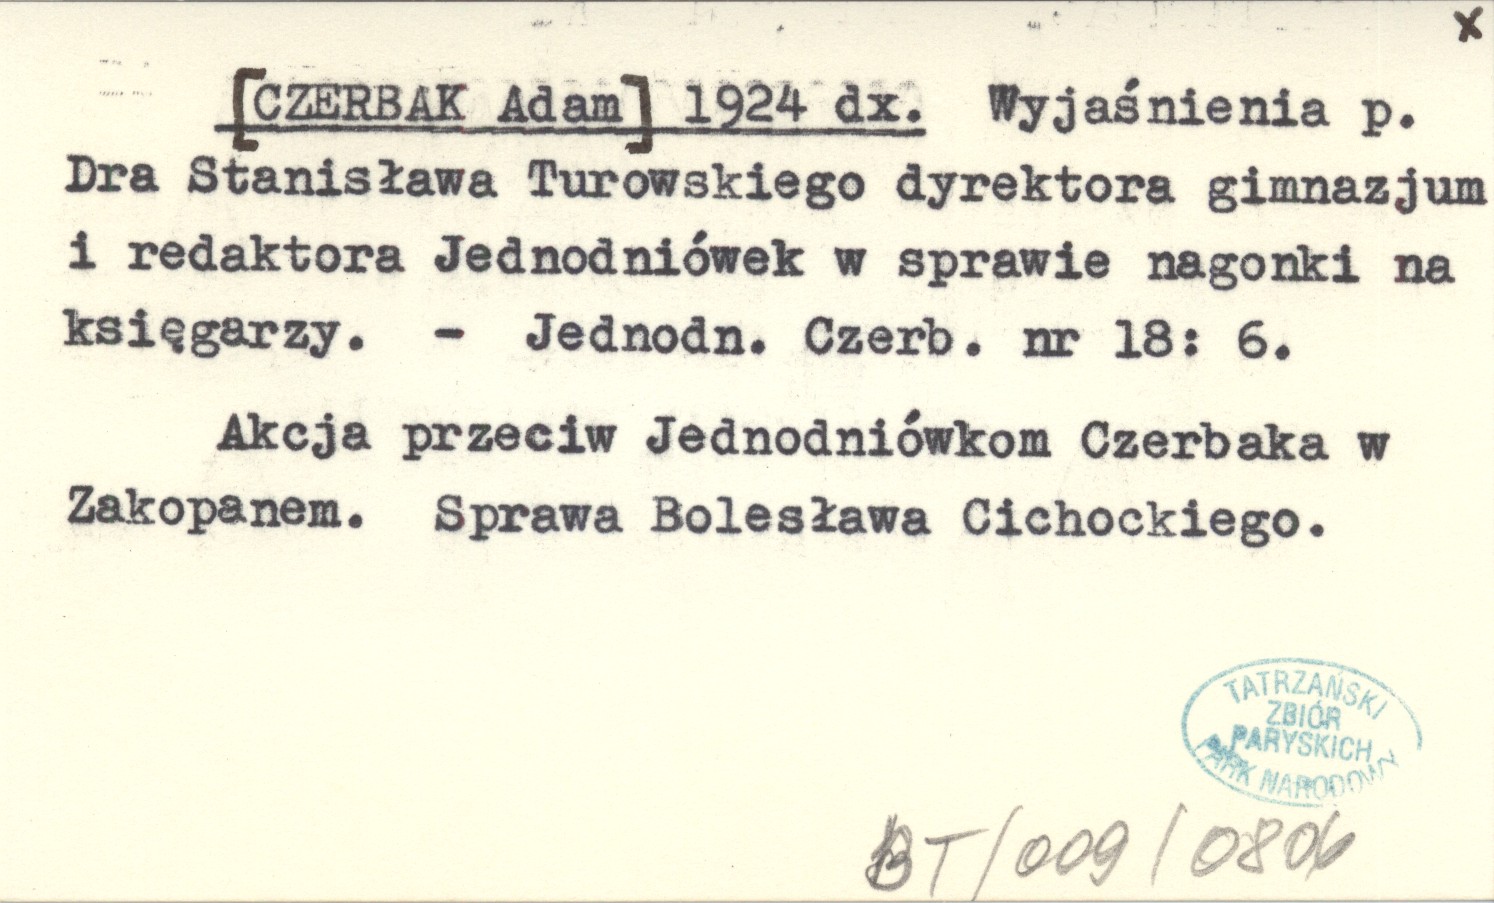 x
[CZERBAK Adam] 1924 dx. Wyjaśnienia p.
Dra Stanisława Turowskiego dyrektora gimnazjum
i redaktora Jednodniówek w sprawie nagonki na
księgarzy. - Jednodn. Czerb. nr 18: 6.
Akcja przeciw Jednodniówkom Czerbaka w
Zakopanem. Sprawa Bolesława Cichockiego.
TATRZAŃSKI
ZBIÓR
PARYSKICH
PARK NARODOWY
BT/009/0806